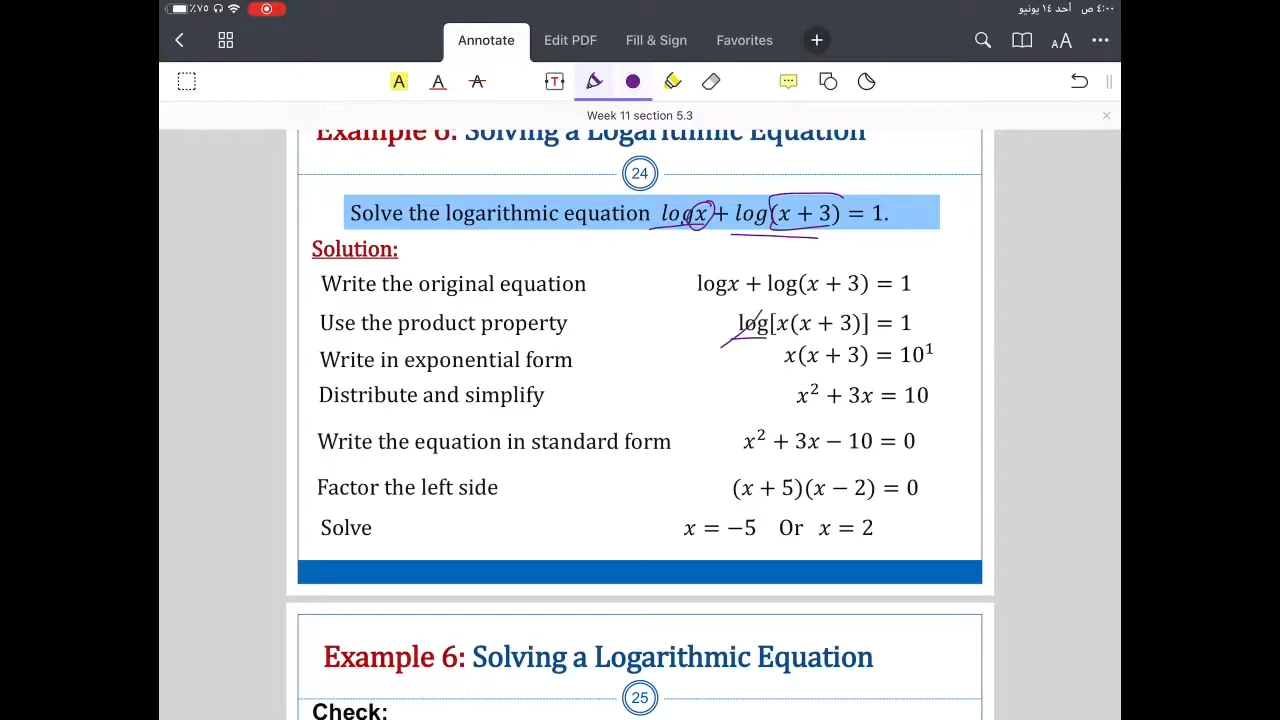 ٤:٠٠ ص أحد ١٤ يونيو
٪٧٥
Annotate Edit PDF Fill & Sign Favorites +
Week 11 section 5.3
Example 6: Solving a Logarithmic Equation
24
Solve the logarithmic equation logx + log(x + 3) = 1.
Solution:
Write the original equation logx + log(x + 3) = 1
Use the product property log[x(x + 3)] = 1
Write in exponential form x(x + 3) = 10¹
Distribute and simplify x² + 3x = 10
Write the equation in standard form x² + 3x − 10 = 0
Factor the left side (x + 5)(x − 2) = 0
Solve x = −5 Or x = 2
Example 6: Solving a Logarithmic Equation
25
Check: